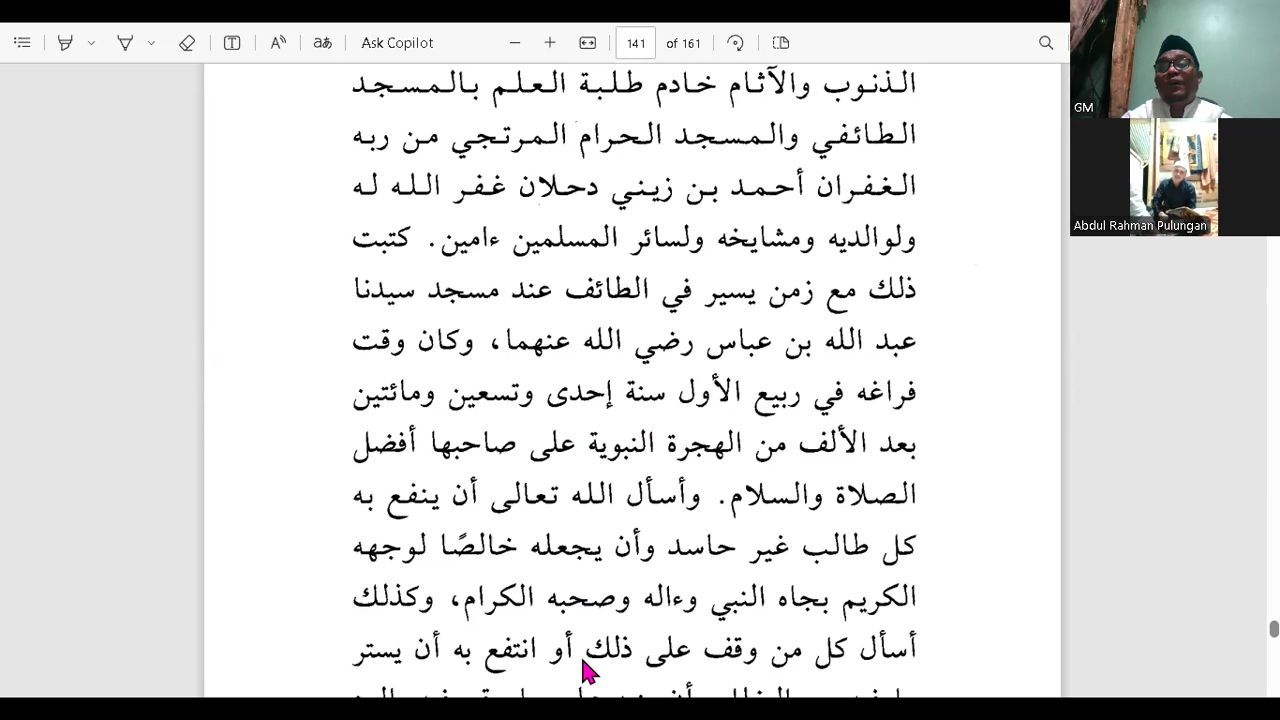 Ask Copilot
141 of 161
GM
Abdul Rahman Pulungan
الذنوب والآثام خادم طلبة العلم بالمسجد
الطائفي والمسجد الحرام المرتجي من ربه
الغفران أحمد بن زيني دحلان غفر الله له
ولوالديه ومشايخه ولسائر المسلمين ءامين. كتبت
ذلك مع زمن يسير في الطائف عند مسجد سيدنا
عبد الله بن عباس رضي الله عنهما، وكان وقت
فراغه في ربيع الأول سنة إحدى وتسعين ومائتين
بعد الألف من الهجرة النبوية على صاحبها أفضل
الصلاة والسلام. وأسأل الله تعالى أن ينفع به
كل طالب غير حاسد وأن يجعله خالصًا لوجهه
الكريم بجاه النبي وءاله وصحبه الكرام، وكذلك
أسأل كل من وقف على ذلك أو انتفع به أن يستر